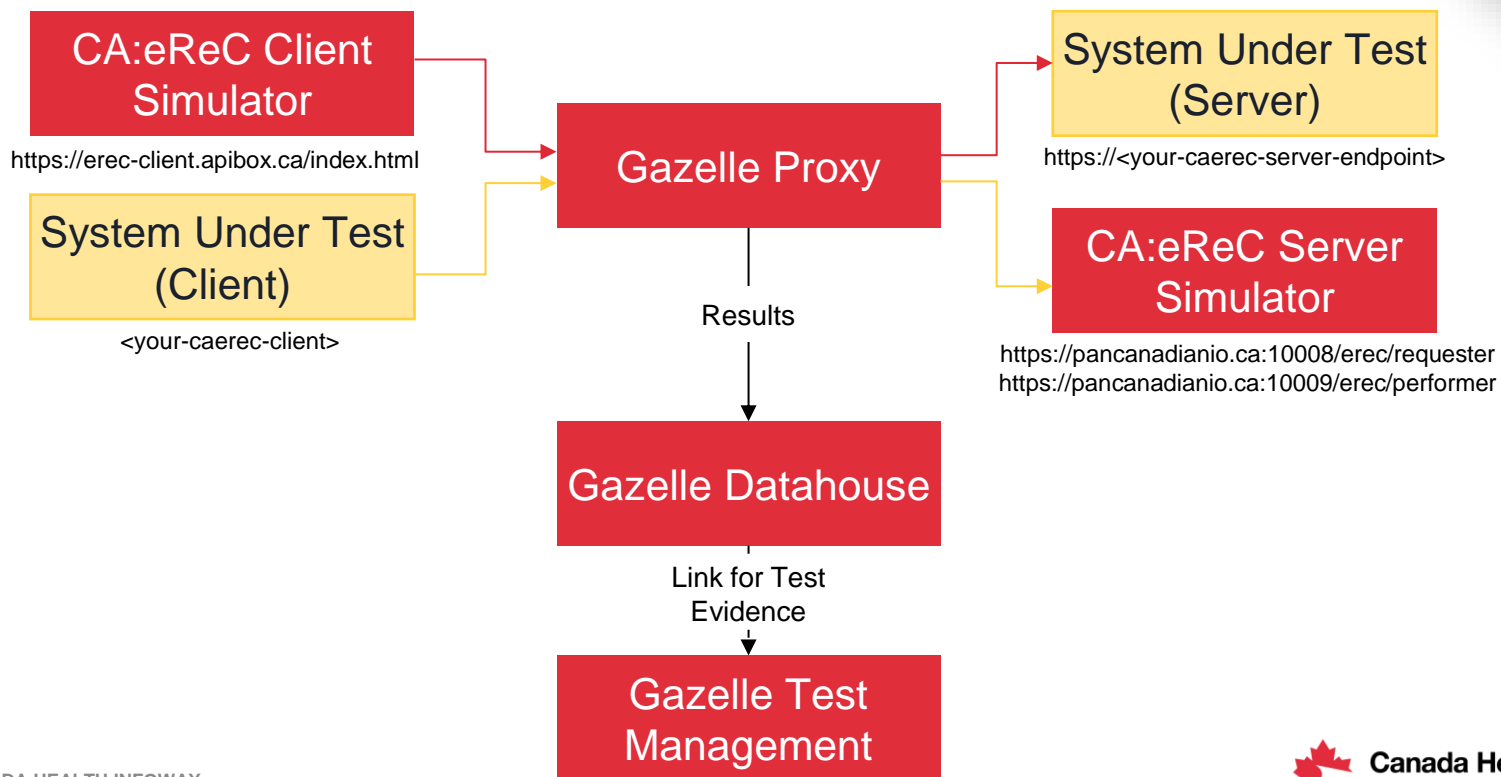 CA:eReC Client
Simulator
https://erec-client.apibox.ca/index.html
System Under Test
(Client)
<your-caerec-client>
Gazelle Proxy
System Under Test
(Server)
https://<your-caerec-server-endpoint>
CA:eReC Server
Simulator
https://pancanadianio.ca:10008/erec/requester
https://pancanadianio.ca:10009/erec/performer
Results
Gazelle Datahouse
Link for Test
Evidence
Gazelle Test
Management
Canada He